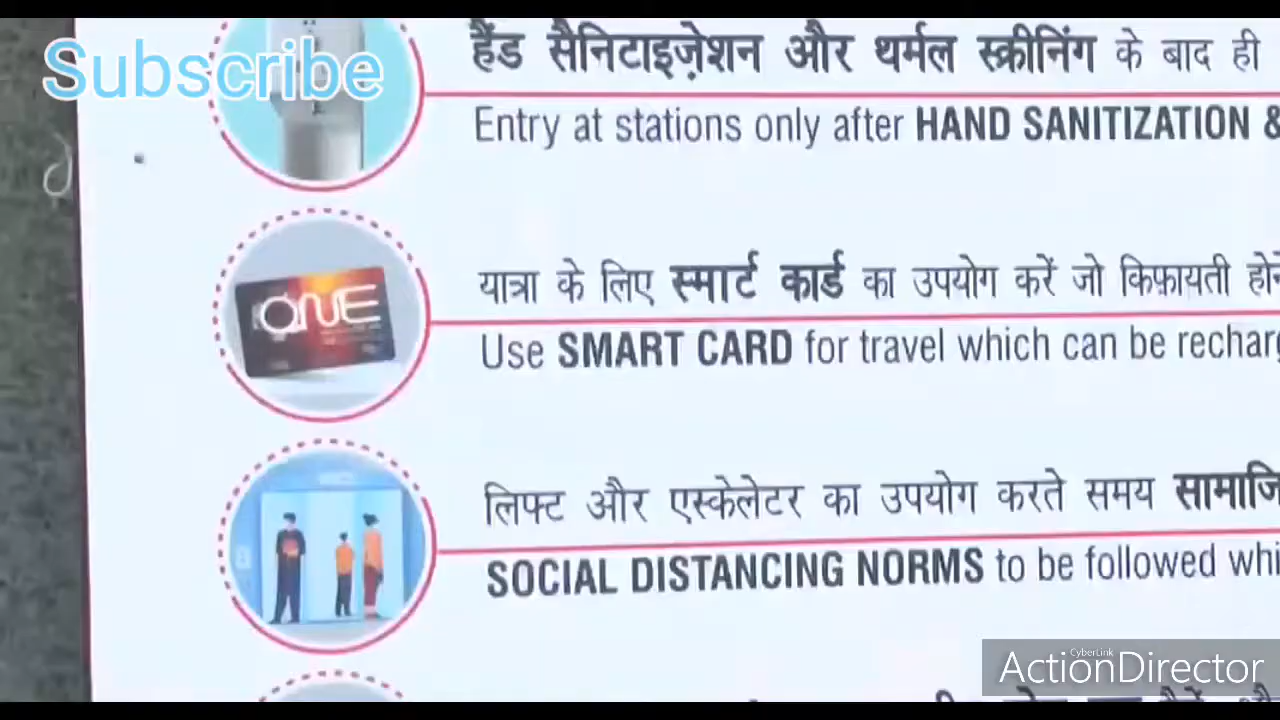 Subscribe
हैंड सैनिटाइज़ेशन और थर्मल स्क्रीनिंग के बाद ही
Entry at stations only after HAND SANITIZATION &
ONE
यात्रा के लिए स्मार्ट कार्ड का उपयोग करें जो किफ़ायती होने
Use SMART CARD for travel which can be rechar
लिफ्ट और एस्केलेटर का उपयोग करते समय सामाजि
SOCIAL DISTANCING NORMS to be followed whi
CyberLink
ActionDirector